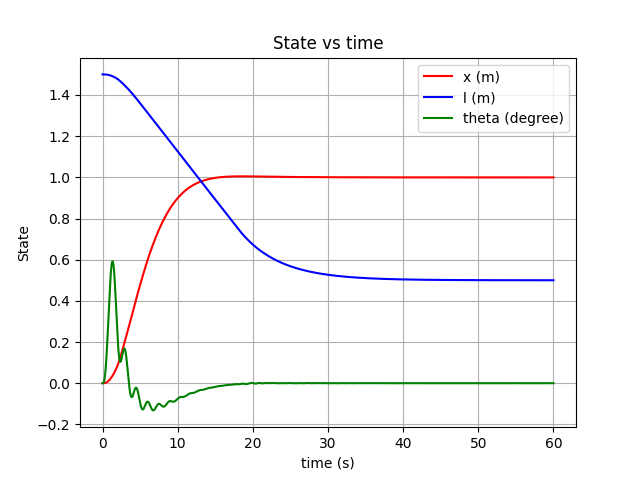 State vs time
x (m)
l (m)
theta (degree)
State
1.4
1.2
1.0
0.8
0.6
0.4
0.2
0.0
−0.2
0 10 20 30 40 50 60
time (s)